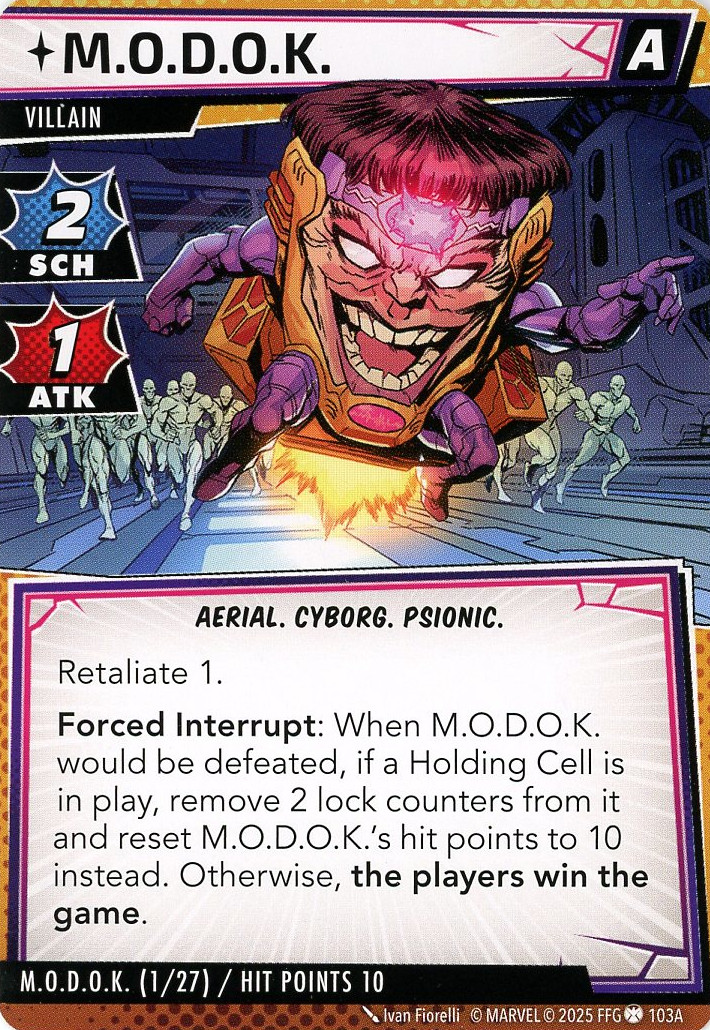 M.O.D.O.K.
A
VILLAIN
2
SCH
1
ATK
AERIAL. CYBORG. PSIONIC.
Retaliate 1.
Forced Interrupt: When M.O.D.O.K.
would be defeated, if a Holding Cell is
in play, remove 2 lock counters from it
and reset M.O.D.O.K.'s hit points to 10
instead. Otherwise, the players win the
game.
M.O.D.O.K. (1/27) / HIT POINTS 10
Ivan Fiorelli © MARVEL © 2025 FFG 103A